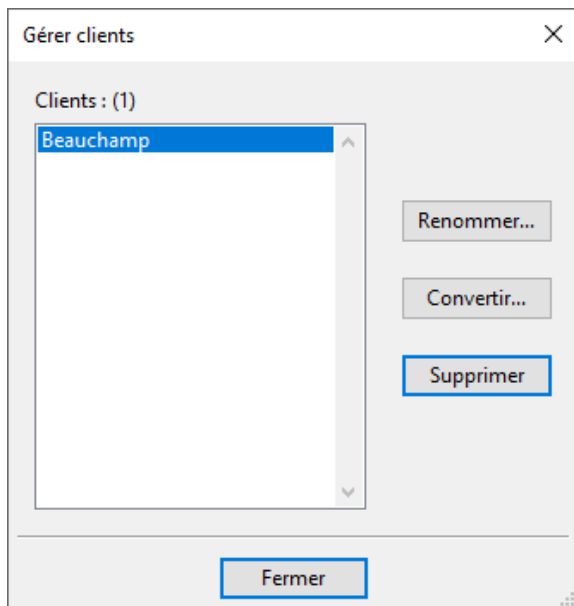 Gérer clients
Clients : (1)
Beauchamp
Renommer...
Convertir...
Supprimer
Fermer